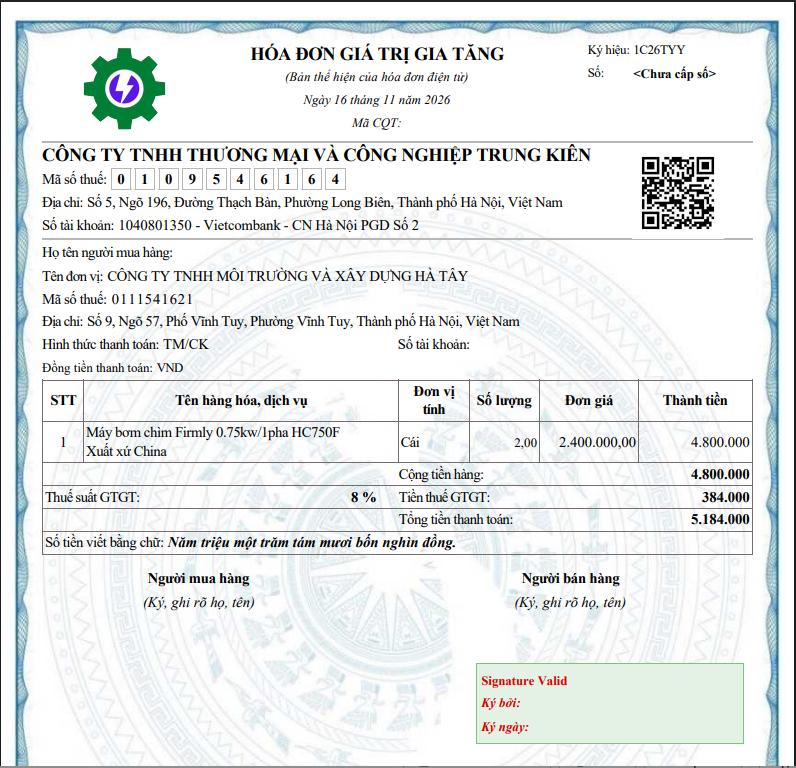 HÓA ĐƠN GIÁ TRỊ GIA TĂNG
(Bản thể hiện của hóa đơn điện tử)
Ngày 16 tháng 11 năm 2026
Mã CQT:
Ký hiệu: 1C26TYY
Số: <Chưa cấp số>
CÔNG TY TNHH THƯƠNG MẠI VÀ CÔNG NGHIỆP TRUNG KIÊN
Mã số thuế: 0 1 0 9 5 4 6 1 6 4
Địa chỉ: Số 5, Ngõ 196, Đường Thạch Bàn, Phường Long Biên, Thành phố Hà Nội, Việt Nam
Số tài khoản: 1040801350 - Vietcombank - CN Hà Nội PGD Số 2
Họ tên người mua hàng:
Tên đơn vị: CÔNG TY TNHH MÔI TRƯỜNG VÀ XÂY DỰNG HÀ TÂY
Mã số thuế: 0111541621
Địa chỉ: Số 9, Ngõ 57, Phố Vĩnh Tuy, Phường Vĩnh Tuy, Thành phố Hà Nội, Việt Nam
Hình thức thanh toán: TM/CK Số tài khoản:
Đồng tiền thanh toán: VND
STT Tên hàng hóa, dịch vụ Đơn vị tính Số lượng Đơn giá Thành tiền
1 Máy bơm chìm Firmly 0.75kw/1pha HC750F Cái 2,00 2.400.000,00 4.800.000
Xuất xứ China
Cộng tiền hàng: 4.800.000
Thuế suất GTGT: 8 % Tiền thuế GTGT: 384.000
Tổng tiền thanh toán: 5.184.000
Số tiền viết bằng chữ: Năm triệu một trăm tám mươi bốn nghìn đồng.
Người mua hàng Người bán hàng
(Ký, ghi rõ họ, tên) (Ký, ghi rõ họ, tên)
Signature Valid
Ký bởi:
Ký ngày: